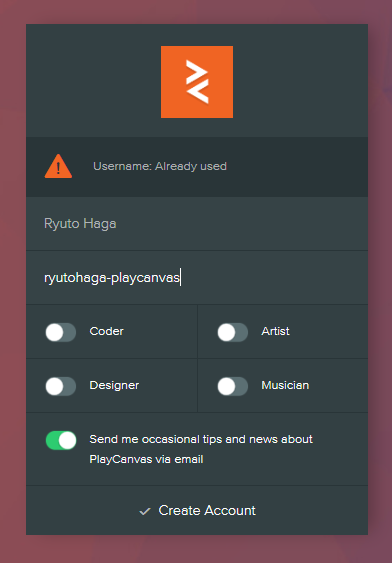 Username: Already used
Ryuto Haga
ryutohaga-playcanvas
Coder
Artist
Designer
Musician
Send me occasional tips and news about
PlayCanvas via email
Create Account